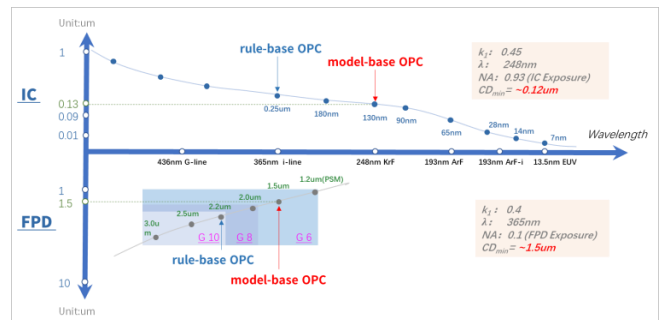 Unit:um
1
rule-base OPC
model-base OPC
k₁: 0.45
λ: 248nm
NA: 0.93 (IC Exposure)
CDmin= ~0.12um
IC
0.13
0.09
0.01
0.25um
180nm
130nm
90nm
65nm
28nm
14nm
7nm
Wavelength
436nm G-line
365nm i-line
248nm KrF
193nm ArF
193nm ArF-i
13.5nm EUV
1
1.5
FPD
10
Unit:um
3.0u
m
2.5um
2.2um
2.0um
1.5um
1.2um(PSM)
G 10
G 8
G 6
rule-base OPC
model-base OPC
k₁: 0.4
λ: 365nm
NA: 0.1 (FPD Exposure)
CDmin= ~1.5um